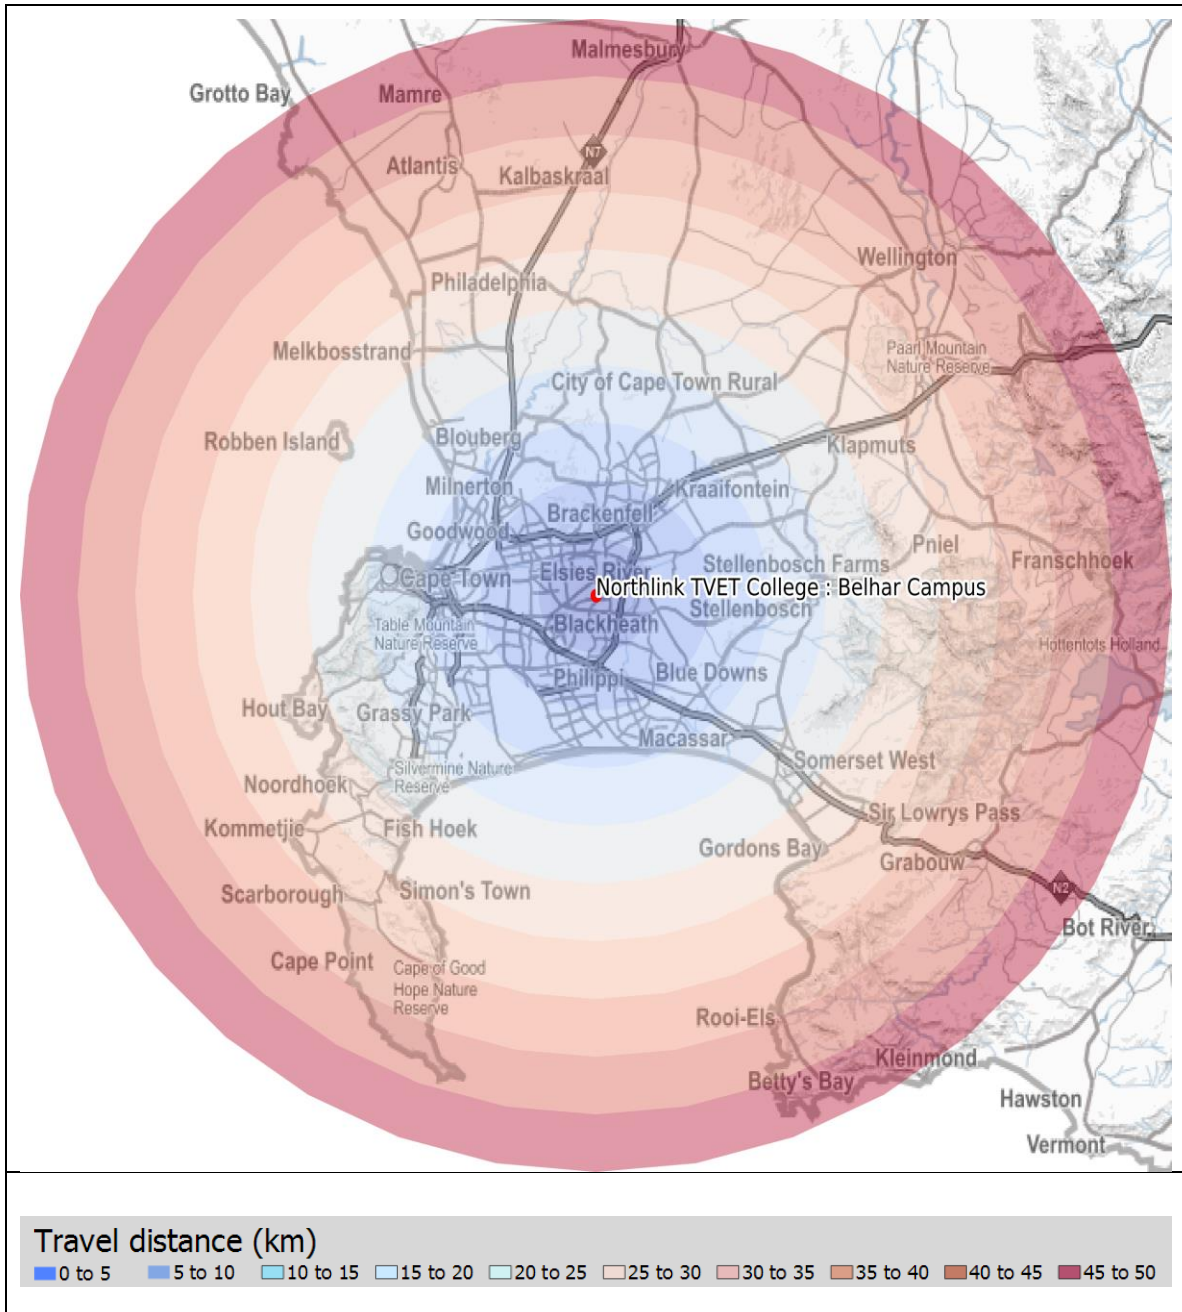 Malmesbury
Grotto Bay
Mamre
N7
Atlantis
Kalbaskraal
Wellington
Philadelphia
Melkbosstrand
Paarl Mountain
Nature Reserve
City of Cape Town Rural
Robben Island
Blouberg
Klapmuts
Milnerton
Kraaifontein
Brackenfell
Goodwood
Pniel
Franschhoek
Stellenbosch Farms
Elsies River
Cape Town
Northlink TVET College : Belhar Campus
Stellenbosch
Table Mountain
Nature Reserve
Blackheath
Hottentots Holland
Philippi
Blue Downs
Hout Bay
Grassy Park
Macassar
Silvermine Nature
Reserve
Somerset West
Noordhoek
Sir Lowrys Pass
Kommetjie
Fish Hoek
Gordons Bay
Grabouw
Scarborough
Simon's Town
N2
Bot River
Cape Point
Cape of Good
Hope Nature
Reserve
Rooi-Els
Kleinmond
Betty's Bay
Hawston
Vermont
Travel distance (km)
0 to 5 5 to 10 10 to 15 15 to 20 20 to 25 25 to 30 30 to 35 35 to 40 40 to 45 45 to 50